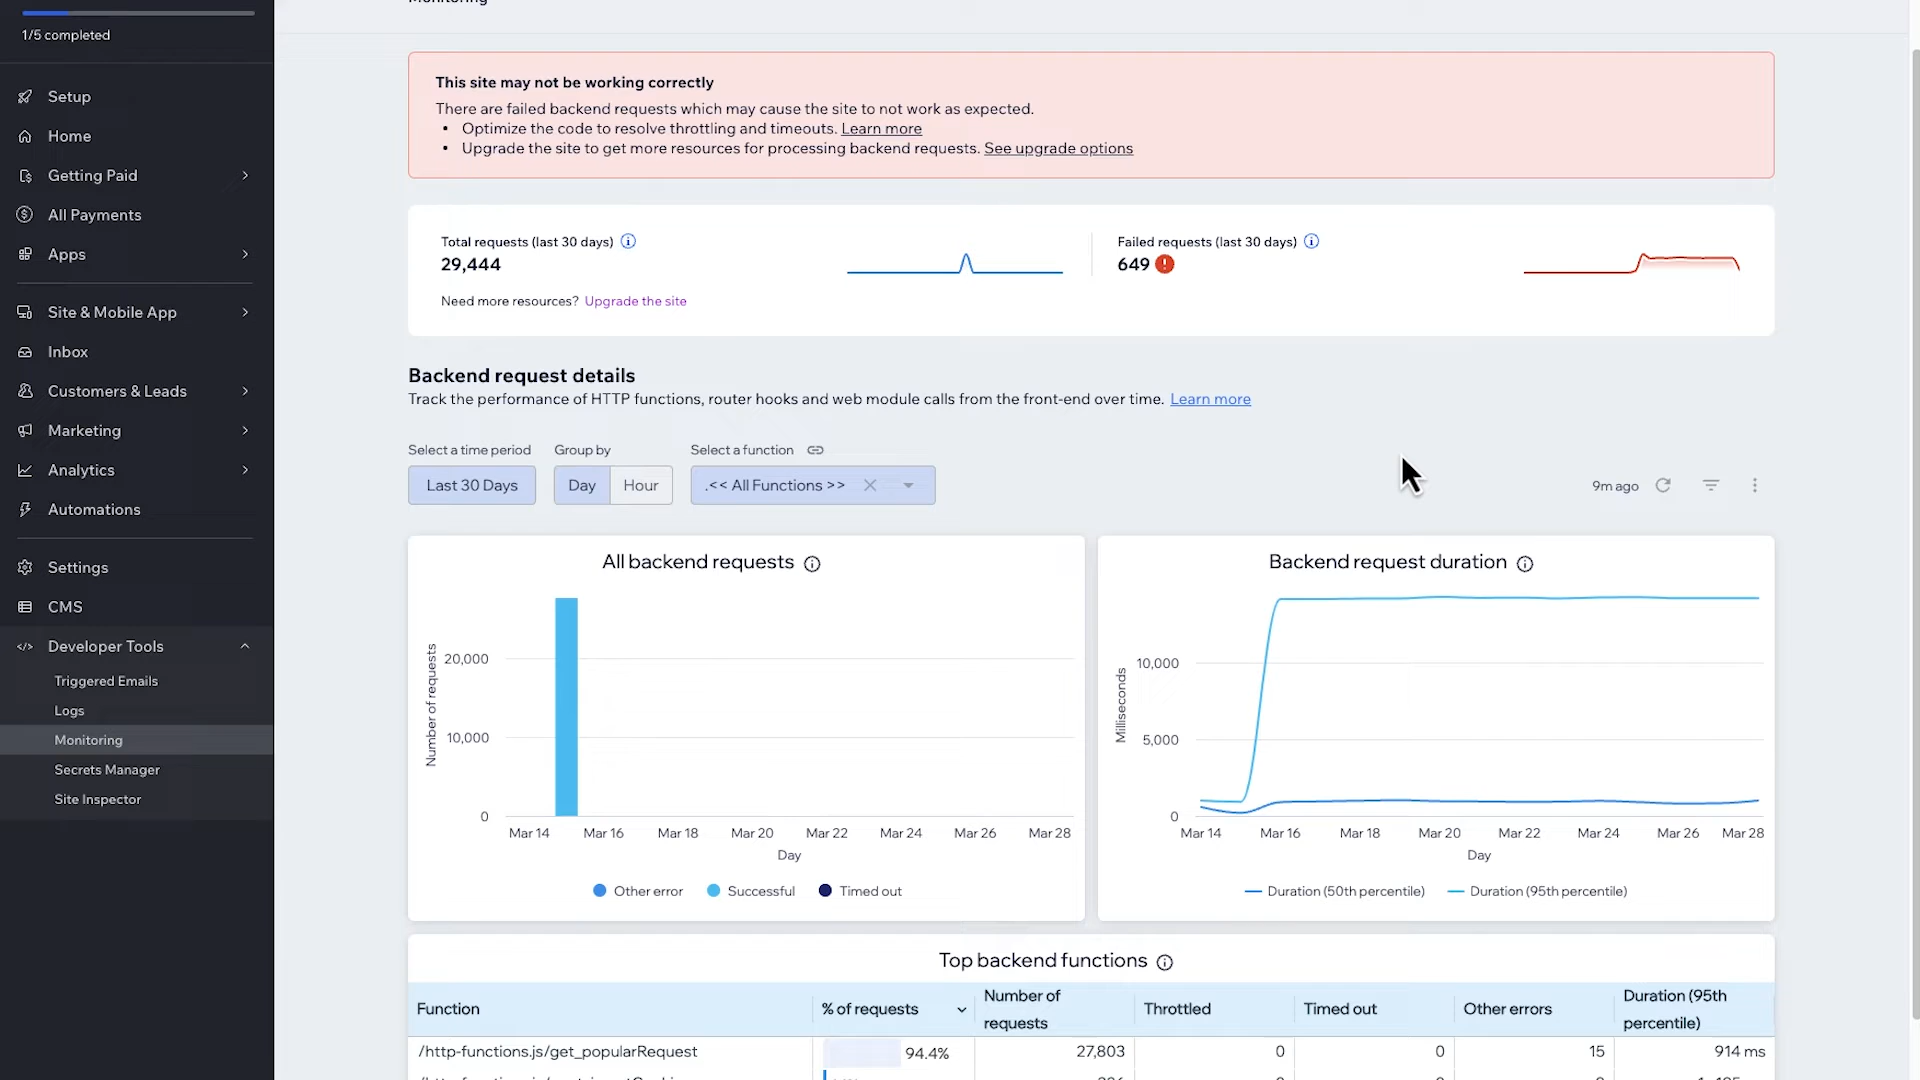 1/5 completed
Setup
Home
Getting Paid
All Payments
Apps
Site & Mobile App
Inbox
Customers & Leads
Marketing
Analytics
Automations
Settings
CMS
Developer Tools
Triggered Emails
Logs
Monitoring
Secrets Manager
Site Inspector
Monitoring
This site may not be working correctly
There are failed backend requests which may cause the site to not work as expected.
• Optimize the code to resolve throttling and timeouts. Learn more
• Upgrade the site to get more resources for processing backend requests. See upgrade options
Total requests (last 30 days)
29,444
Need more resources? Upgrade the site
Failed requests (last 30 days)
649
Backend request details
Track the performance of HTTP functions, router hooks and web module calls from the front-end over time. Learn more
Select a time period Group by Select a function
Last 30 Days Day Hour .<< All Functions >>
9m ago
All backend requests
Number of requests
20,000
10,000
0
Mar 14 Mar 16 Mar 18 Mar 20 Mar 22 Mar 24 Mar 26 Mar 28
Day
Other error Successful Timed out
Backend request duration
Milliseconds
10,000
5,000
0
Mar 14 Mar 16 Mar 18 Mar 20 Mar 22 Mar 24 Mar 26 Mar 28
Day
Duration (50th percentile) Duration (95th percentile)
Top backend functions
Function % of requests Number of requests Throttled Timed out Other errors Duration (95th percentile)
/http-functions.js/get_popularRequest 94.4% 27,803 0 0 15 914 ms